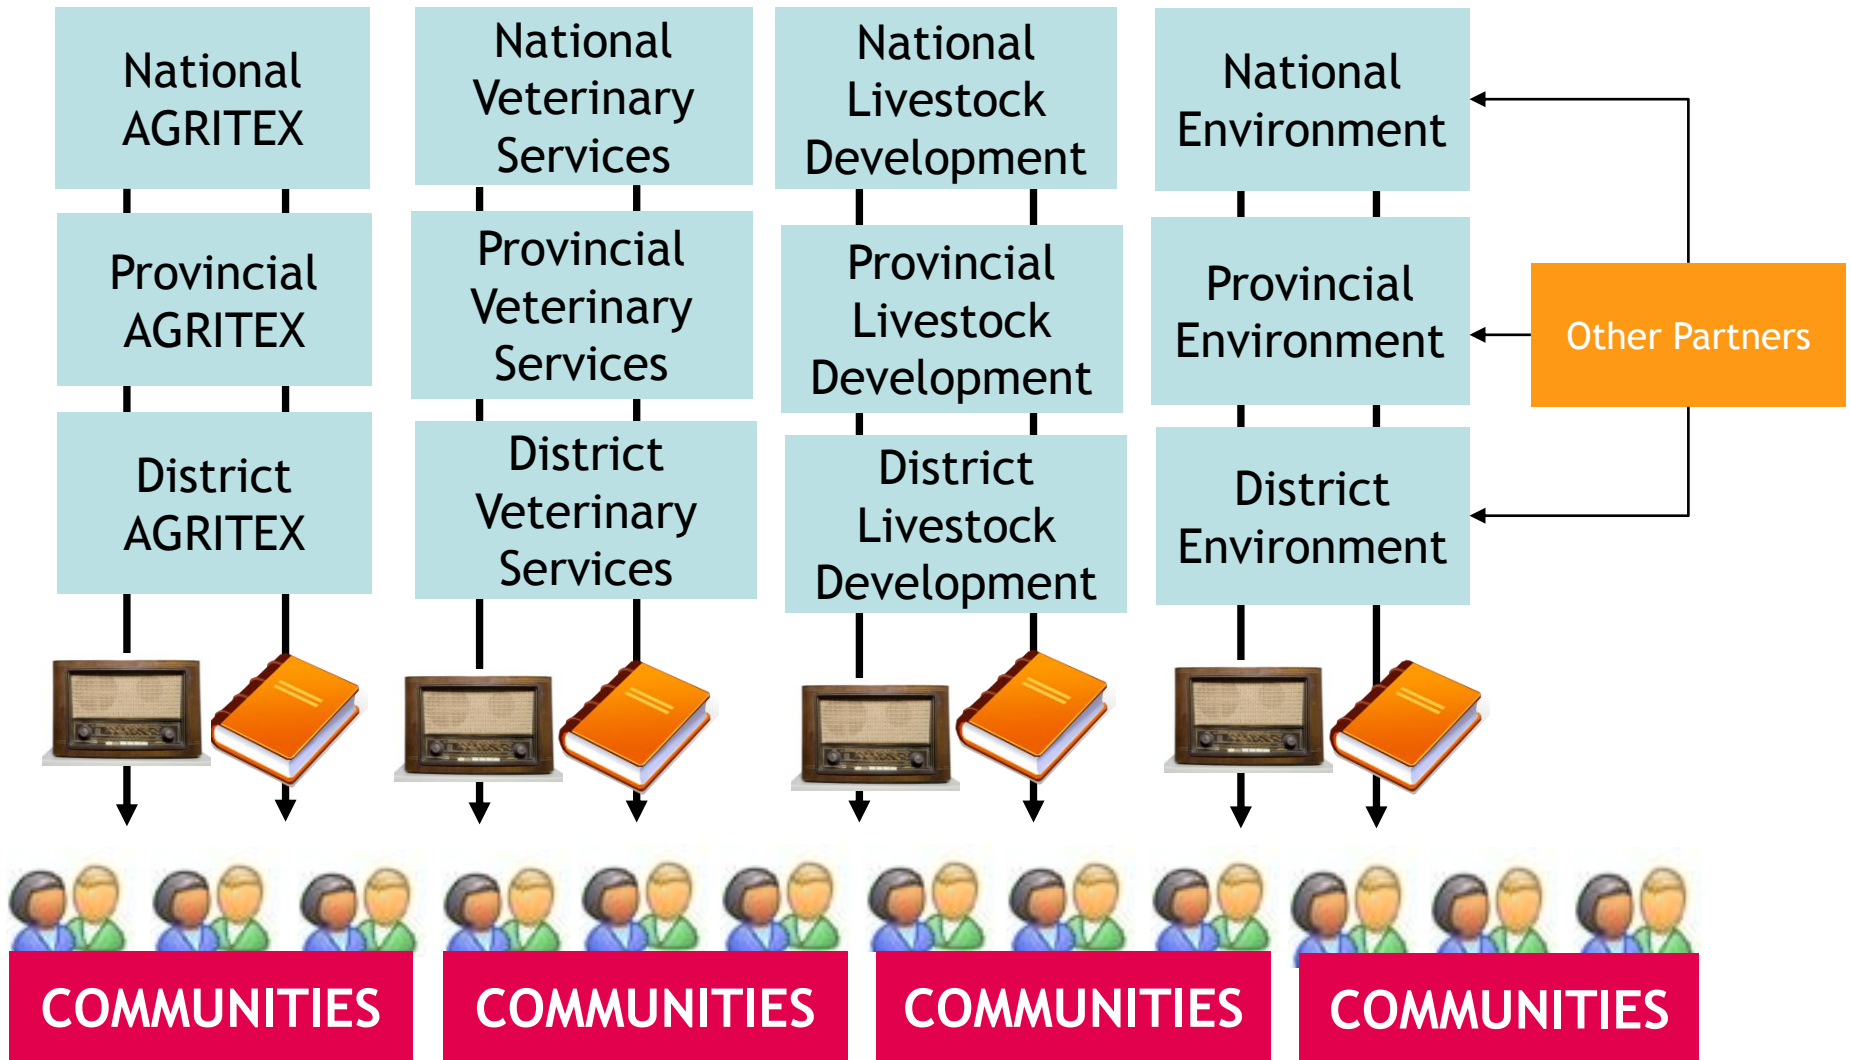 National
AGRITEX
National
Veterinary
Services
National
Livestock
Development
National
Environment
Provincial
AGRITEX
Provincial
Veterinary
Services
Provincial
Livestock
Development
Provincial
Environment
Other Partners
District
AGRITEX
District
Veterinary
Services
District
Livestock
Development
District
Environment
COMMUNITIES
COMMUNITIES
COMMUNITIES
COMMUNITIES